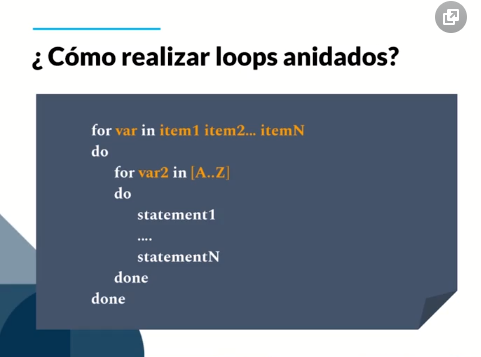 ¿ Cómo realizar loops anidados?
for var in item1 item2... itemN
do
for var2 in [A..Z]
do
statement1
....
statementN
done
done